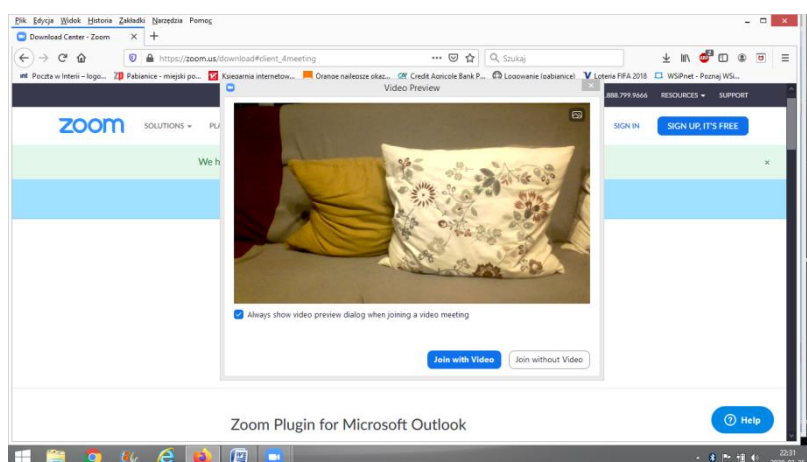 Plik Edycja Widok Historia Zakładki Narzędzia Pomoc
Download Center - Zoom
https://zoom.us/download#client_4meeting
Szukaj
Poczta w Interii – logo... Pabianice - miejski po... Księgarnia internetow... Orange najlepsze okaz... Credit Agricole Bank P... Logowanie (pabianice) Loteria FIFA 2018 WSiPnet - Poznaj WSi...
Video Preview
.888.799.9666 RESOURCES SUPPORT
zoom SOLUTIONS SIGN IN SIGN UP, IT'S FREE
We h
Always show video preview dialog when joining a video meeting
Join with Video Join without Video
Zoom Plugin for Microsoft Outlook
Help
22:31